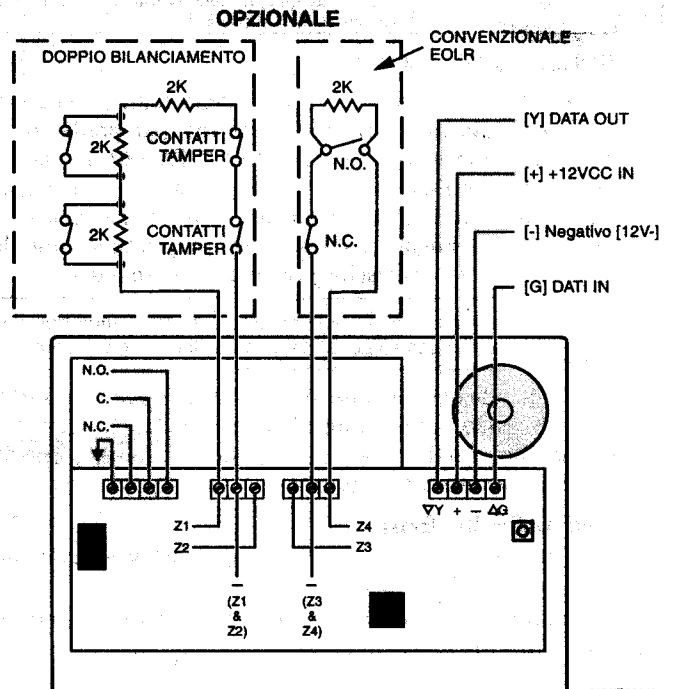 OPZIONALE
DOPPIO BILANCIAMENTO
CONVENZIONALE
EOLR
2K
2K
2K
CONTATTI
TAMPER
N.O.
2K
CONTATTI
TAMPER
N.C.
[Y] DATA OUT
[+] +12VCC IN
[-] Negativo [12V-]
[G] DATI IN
N.O.
C.
N.C.
▽Y + – △G
Z1
Z2
Z4
Z3
–
(Z1
&
Z2)
–
(Z3
&
Z4)